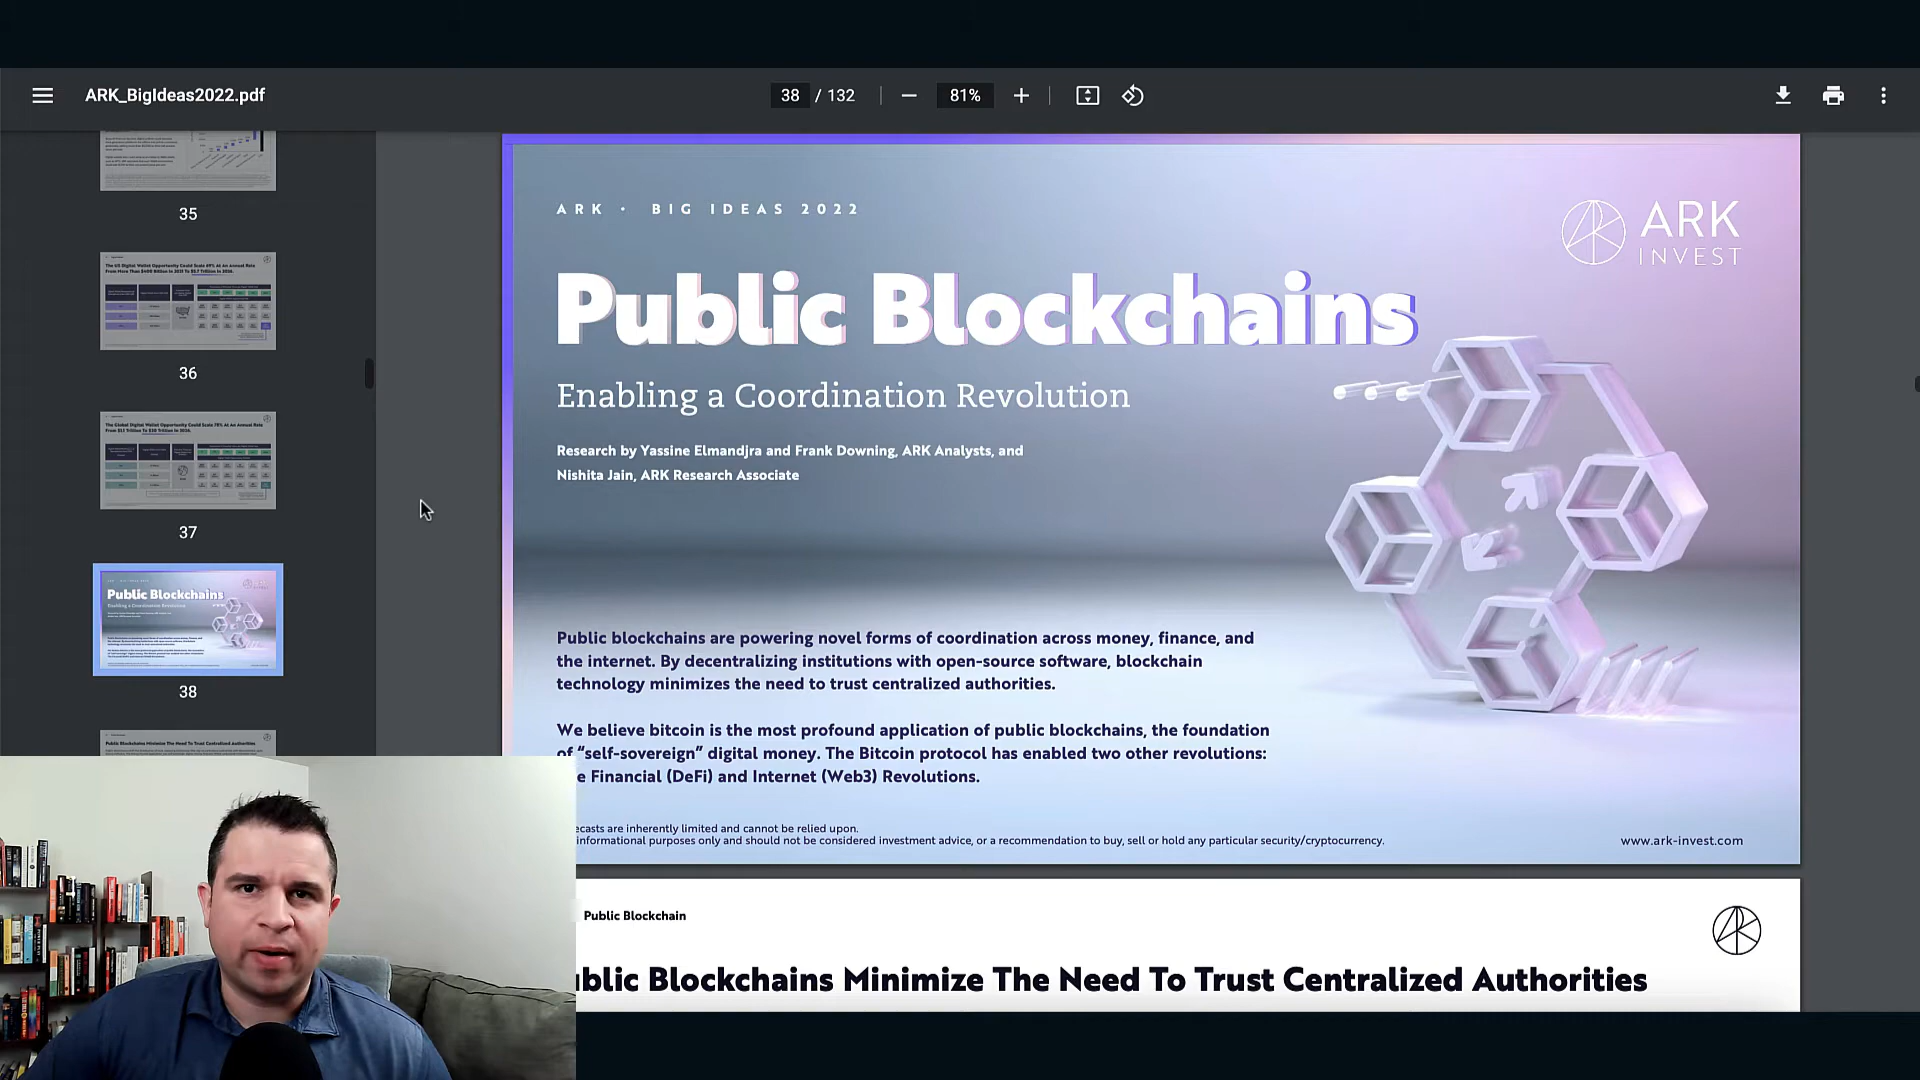 ARK_BigIdeas2022.pdf
38 / 132
81%
35
36
37
38
ARK · BIG IDEAS 2022
ARK
INVEST
Public Blockchains
Enabling a Coordination Revolution
Research by Yassine Elmandjra and Frank Downing, ARK Analysts, and
Nishita Jain, ARK Research Associate
Public blockchains are powering novel forms of coordination across money, finance, and
the internet. By decentralizing institutions with open-source software, blockchain
technology minimizes the need to trust centralized authorities.
We believe bitcoin is the most profound application of public blockchains, the foundation
of “self-sovereign” digital money. The Bitcoin protocol has enabled two other revolutions:
Financial (DeFi) and Internet (Web3) Revolutions.
are inherently limited and cannot be relied upon.
informational purposes only and should not be considered investment advice, or a recommendation to buy, sell or hold any particular security/cryptocurrency.
www.ark-invest.com
Public Blockchain
Blockchains Minimize The Need To Trust Centralized Authorities